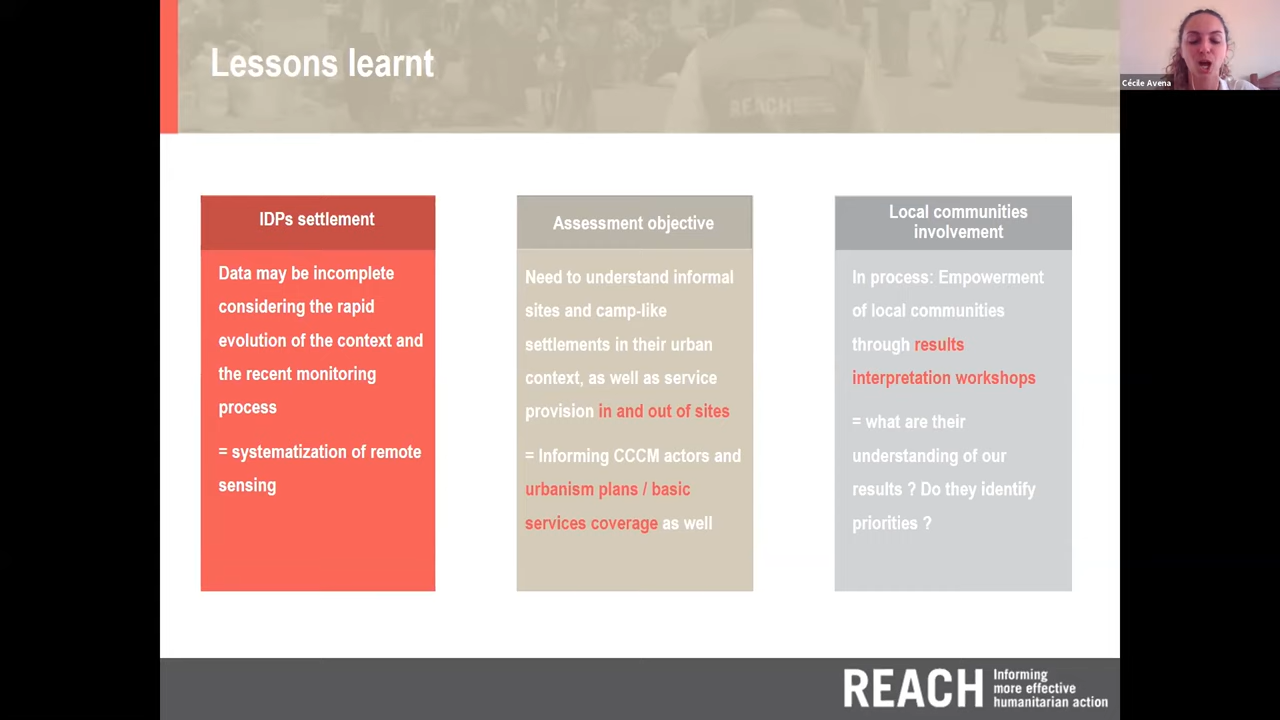 Lessons learnt
REACH
Cécile Avena
IDPs settlement
Data may be incomplete
considering the rapid
evolution of the context and
the recent monitoring
process
= systematization of remote
sensing
Assessment objective
Need to understand informal
sites and camp-like
settlements in their urban
context, as well as service
provision in and out of sites
= Informing CCCM actors and
urbanism plans / basic
services coverage as well
Local communities
involvement
In process: Empowerment
of local communities
through results
interpretation workshops
= what are their
understanding of our
results ? Do they identify
priorities ?
REACH
Informing
more effective
humanitarian action